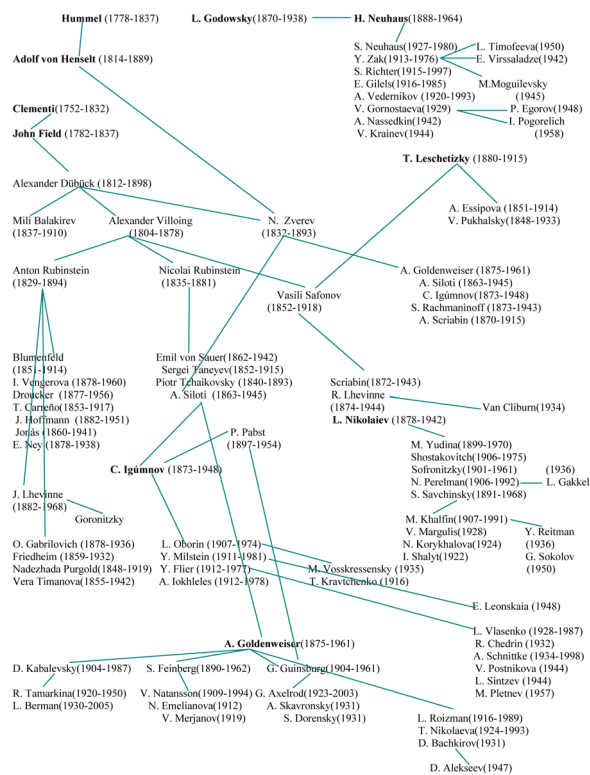 Hummel (1778-1837)
L. Godowsky(1870-1938)
H. Neuhaus(1888-1964)
Adolf von Henselt (1814-1889)
S. Neuhaus(1927-1980)
Y. Zak(1913-1976)
S. Richter(1915-1997)
E. Gilels(1916-1985)
A. Vedernikov (1920-1993)
V. Gornostaeva(1929)
A. Nassedkin(1942)
V. Krainev(1944)
L. Timofeeva(1950)
E. Virssaladze(1942)
M.Moguilevsky
(1945)
P. Egorov(1948)
I. Pogorelich
(1958)
Clementi(1752-1832)
John Field (1782-1837)
T. Leschetizky (1880-1915)
Alexander Dübück (1812-1898)
A. Essipova (1851-1914)
V. Pukhalsky(1848-1933)
Mili Balakirev
(1837-1910)
Alexander Villoing
(1804-1878)
N. Zverev
(1832-1893)
Anton Rubinstein
(1829-1894)
Nicolai Rubinstein
(1835-1881)
Vasili Safonov
(1852-1918)
A. Goldenweiser (1875-1961)
A. Siloti (1863-1945)
C. Igúmnov(1873-1948)
S. Rachmaninoff (1873-1943)
A. Scriabin (1870-1915)
Blumenfeld
(1851-1914)
I. Vengerova (1878-1960)
Droucker (1877-1956)
T. Carreño(1853-1917)
J. Hoffmann (1882-1951)
Jonás (1860-1941)
E. Ney (1878-1938)
Emil von Sauer(1862-1942)
Sergei Taneyev(1852-1915)
Piotr Tchaikovsky (1840-1893)
A. Siloti (1863-1945)
Scriabin(1872-1943)
R. Lhevinne
(1874-1944)
Van Cliburn(1934)
L. Nikolaiev (1878-1942)
P. Pabst
(1897-1954)
M. Yudina(1899-1970)
Shostakovitch (1906-1975)
Sofronitzky(1901-1961) (1936)
N. Perelman(1906-1992)
L. Gakkel
S. Savchinsky(1891-1968)
C. Igúmnov (1873-1948)
J. Lhevinne
(1882-1968)
Goronitzky
M. Khalfin(1907-1991)
V. Margulis(1928)
N. Korykhalova(1924)
I. Shalyt(1922)
Y. Reitman
(1936)
G. Sokolov
(1950)
O. Gabrilovich (1878-1936)
Friedheim (1859-1932)
Nadezhada Purgold(1848-1919)
Vera Timanova(1855-1942)
L. Oborin (1907-1974)
Y. Milstein (1911-1981)
Y. Flier (1912-1977)
A. Iokhleles (1912-1978)
M. Vosskressensky (1935)
T. Kravtchenko (1916)
E. Leonskaia (1948)
L. Vlasenko (1928-1987)
R. Chedrin (1932)
A. Schnittke (1934-1998)
V. Postnikova (1944)
L. Sintzev (1944)
M. Pletnev (1957)
A. Goldenweiser(1875-1961)
D. Kabalevsky(1904-1987)
S. Feinberg(1890-1962)
G. Guinsburg(1904-1961)
R. Tamarkina(1920-1950)
L. Berman(1930-2005)
V. Natansson(1909-1994)
N. Emelianova(1912)
V. Merjanov(1919)
G. Axelrod(1923-2003)
A. Skavronsky(1931)
S. Dorensky(1931)
L. Roizman(1916-1989)
T. Nikolaeva(1924-1993)
D. Bachkirov(1931)
D. Alekseev(1947)